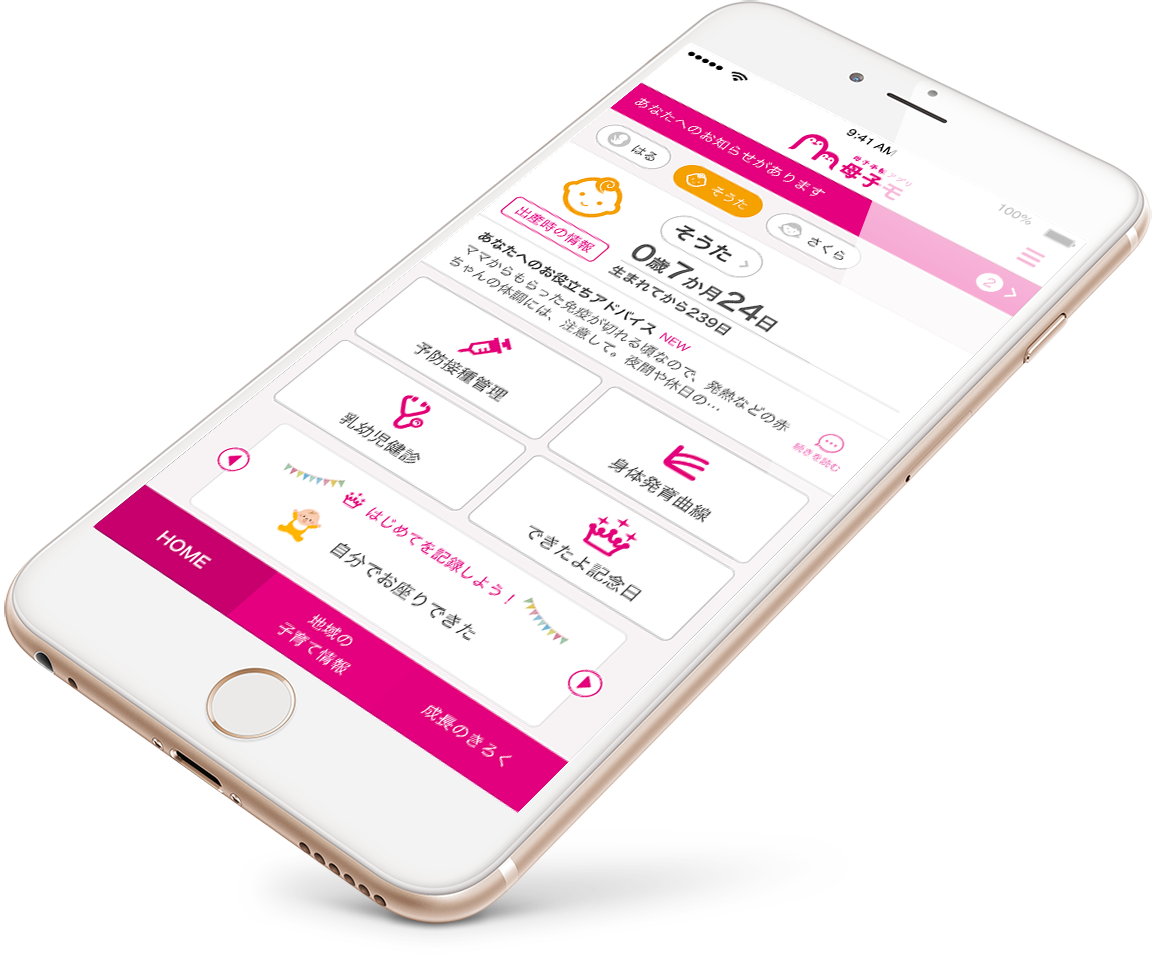 9:41 AM
100%
母子手帳アプリ
母子モ
あなたへのお知らせがあります
2
はる
そうた
さくら
出産時の情報
そうた
0歳7か月24日
生まれてから239日
あなたへのお役立ちアドバイス NEW
ママからもらった免疫が切れる頃なので、発熱などの赤
ちゃんの体調には、注意して。夜間や休日の…
続きを読む
予防接種管理
身体発育曲線
乳幼児健診
できたよ記念日
はじめてを記録しよう！
自分でお座りできた
HOME
地域の
子育て情報
成長のきろく